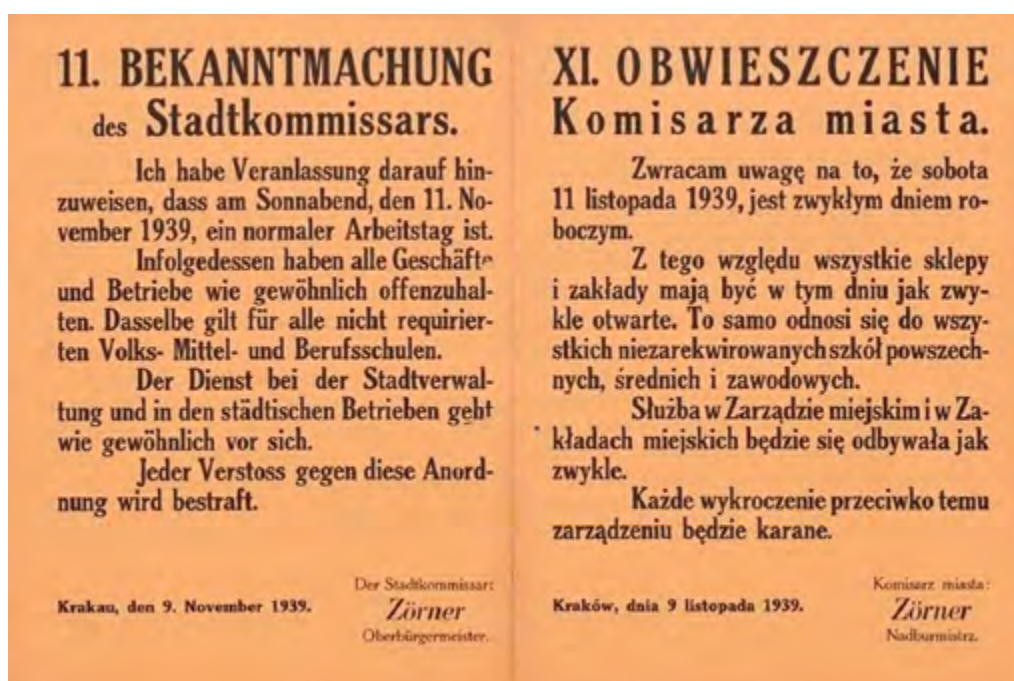 11. BEKANNTMACHUNG
des Stadtkommissars.
Ich habe Veranlassung darauf hin-
zuweisen, dass am Sonnabend, den 11. No-
vember 1939, ein normaler Arbeitstag ist.
Infolgedessen haben alle Geschäfte
und Betriebe wie gewöhnlich offenzuhal-
ten. Dasselbe gilt für alle nicht requirier-
ten Volks- Mittel- und Berufsschulen.
Der Dienst bei der Stadtverwal-
tung und in den städtischen Betrieben geht
wie gewöhnlich vor sich.
Jeder Verstoss gegen diese Anord-
nung wird bestraft.
Krakau, den 9. November 1939.
Der Stadtkommissar:
Zörner
Oberbürgermeister.
XI. OBWIESZCZENIE
Komisarza miasta.
Zwracam uwagę na to, że sobota
11 listopada 1939, jest zwykłym dniem ro-
boczym.
Z tego względu wszystkie sklepy
i zakłady mają być w tym dniu jak zwy-
kle otwarte. To samo odnosi się do wszy-
stkich niezarekwirowanych szkół powszech-
nych, średnich i zawodowych.
Służba w Zarządzie miejskim i w Za-
kładach miejskich będzie się odbywała jak
zwykle.
Każde wykroczenie przeciwko temu
zarządzeniu będzie karane.
Kraków, dnia 9 listopada 1939.
Komisarz miasta:
Zörner
Nadburmistrz.